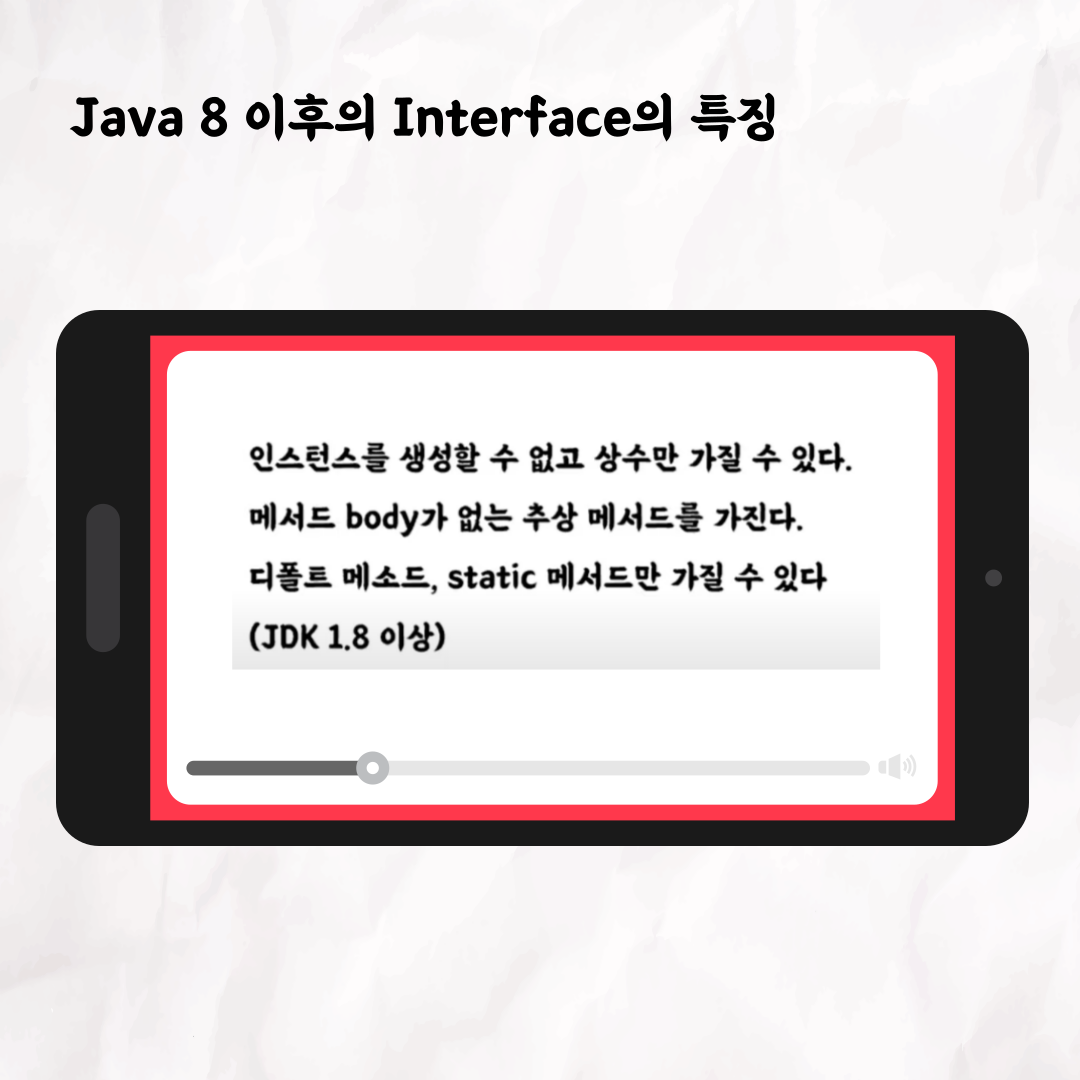 Java 8 이후의 Interface의 특징
인스턴스를 생성할 수 없고 상수만 가질 수 있다.
메서드 body가 없는 추상 메서드를 가진다.
디폴트 메소드, static 메서드만 가질 수 있다
(JDK 1.8 이상)